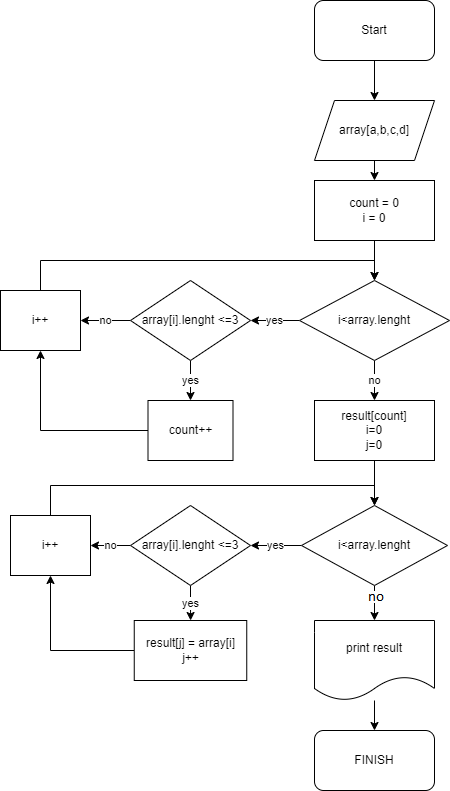 Start
array[a,b,c,d]
count = 0
i = 0
i++
no
array[i].lenght <=3
yes
i<array.lenght
yes
no
count++
result[count]
i=0
j=0
i++
no
array[i].lenght <=3
yes
i<array.lenght
yes
no
result[j] = array[i]
j++
print result
FINISH